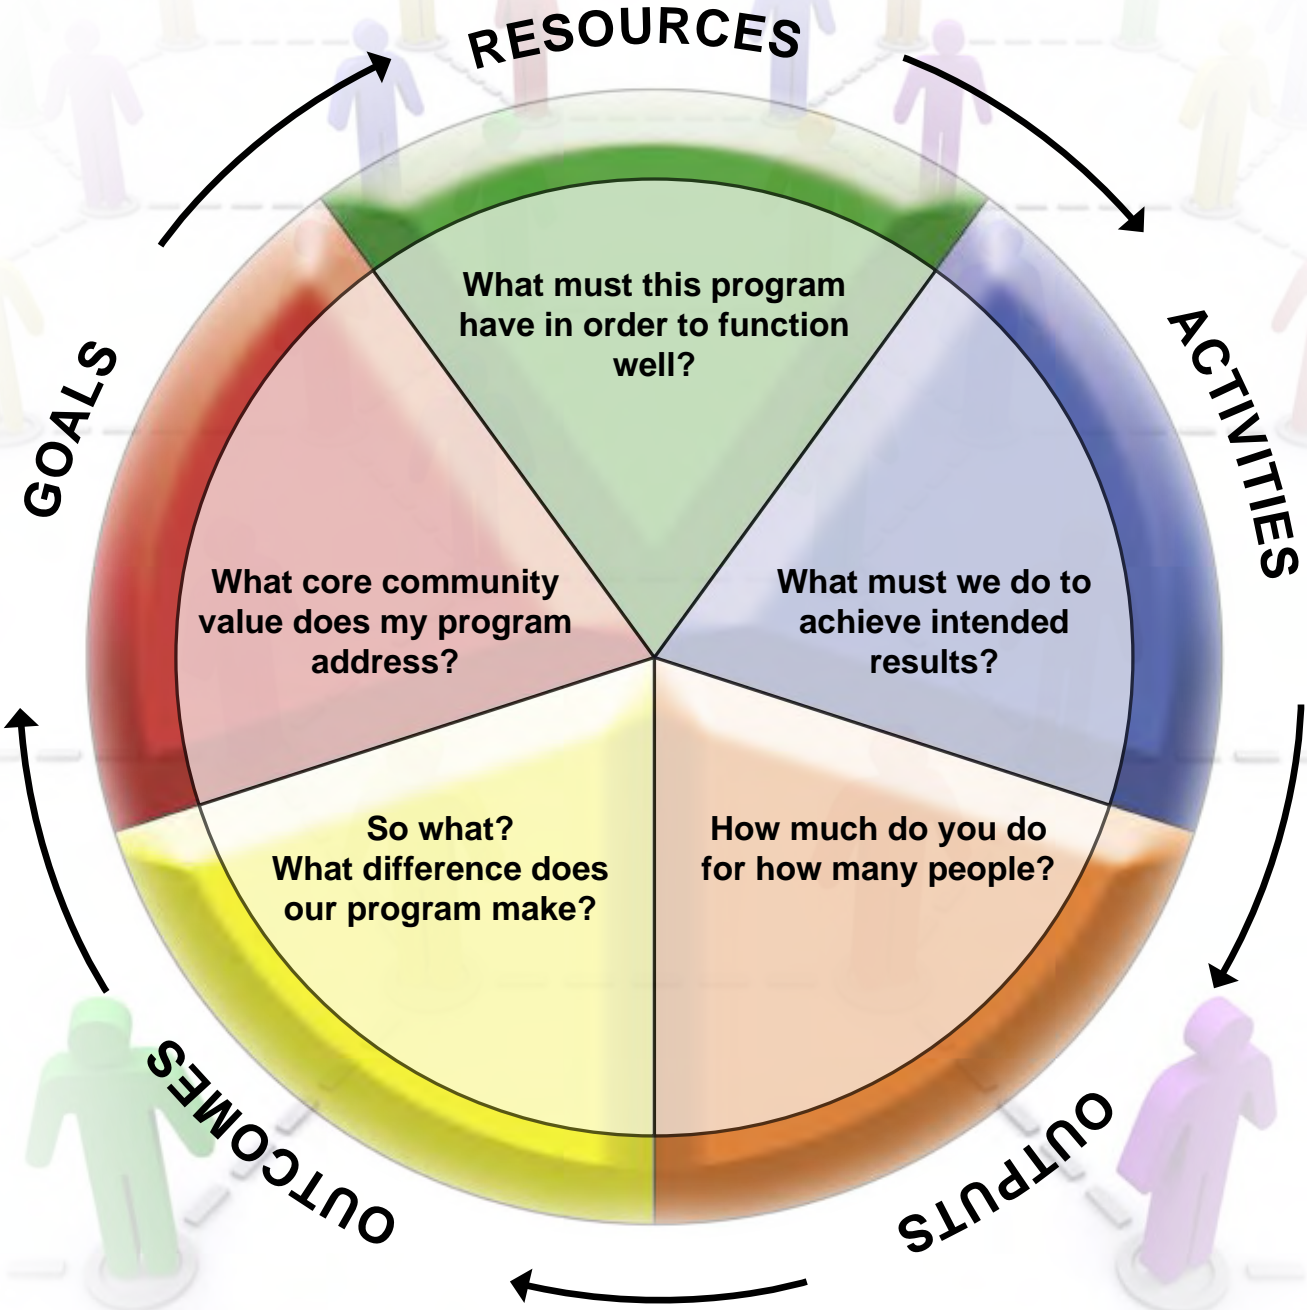 RESOURCES
What must this program
have in order to function
well?
ACTIVITIES
What must we do to
achieve intended
results?
OUTPUTS
How much do you do
for how many people?
OUTCOMES
So what?
What difference does
our program make?
GOALS
What core community
value does my program
address?